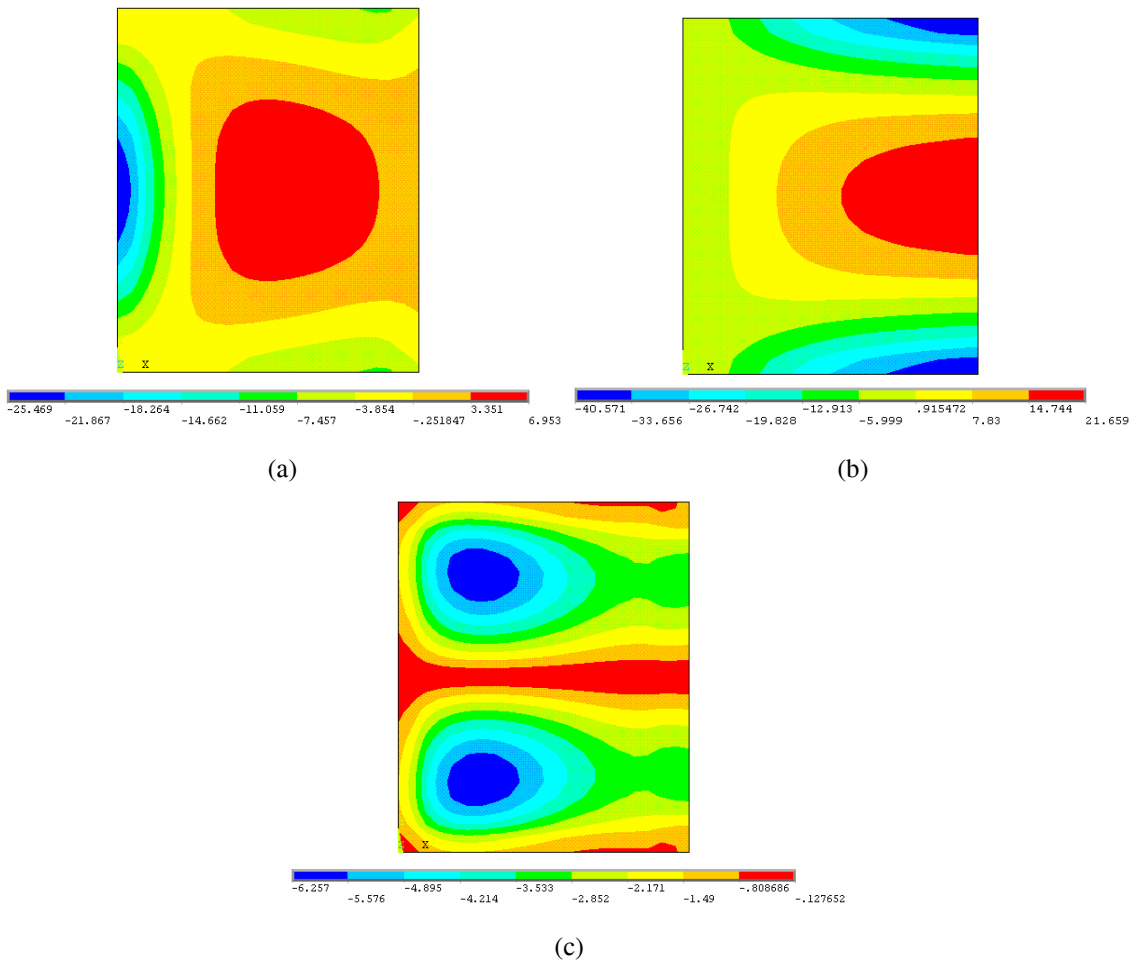 Z X
Z X
-25.469 -18.264 -11.059 -3.854 3.351
-21.867 -14.662 -7.457 -.251847 6.953
-40.571 -26.742 -12.913 .915472 14.744
-33.656 -19.828 -5.999 7.83 21.659
(a)
(b)
X
-6.257 -4.895 -3.533 -2.171 -.808686
-5.576 -4.214 -2.852 -1.49 -.127652
(c)